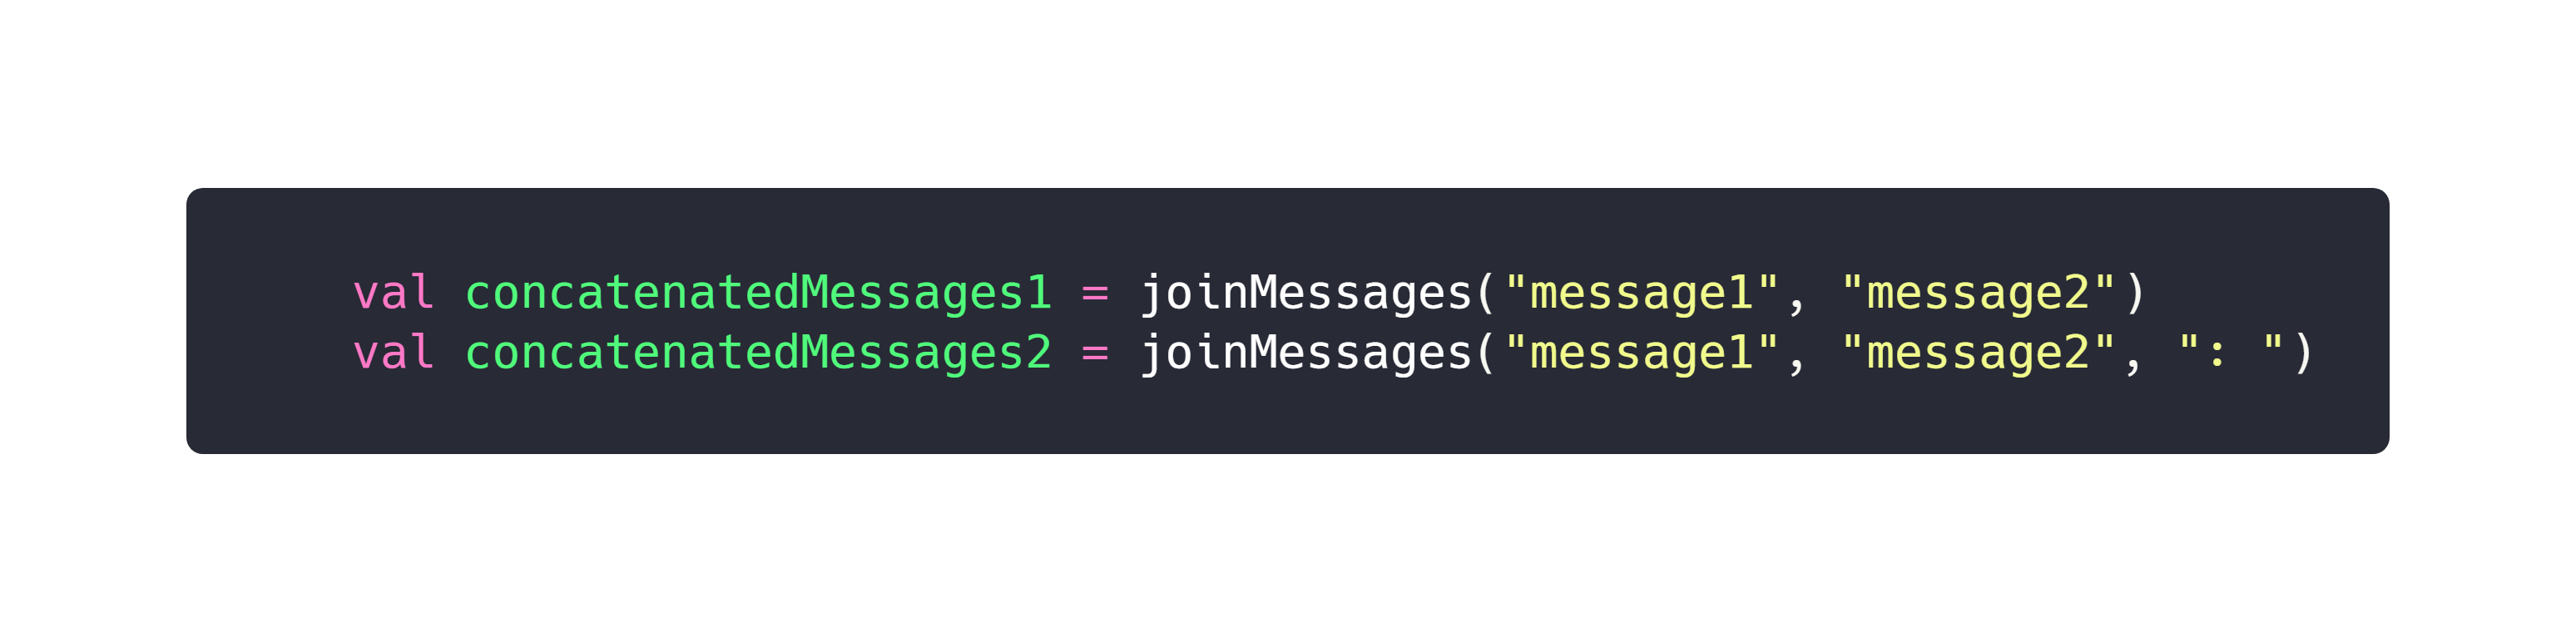 val concatenatedMessages1 = joinMessages("message1", "message2")
val concatenatedMessages2 = joinMessages("message1", "message2", ": ")